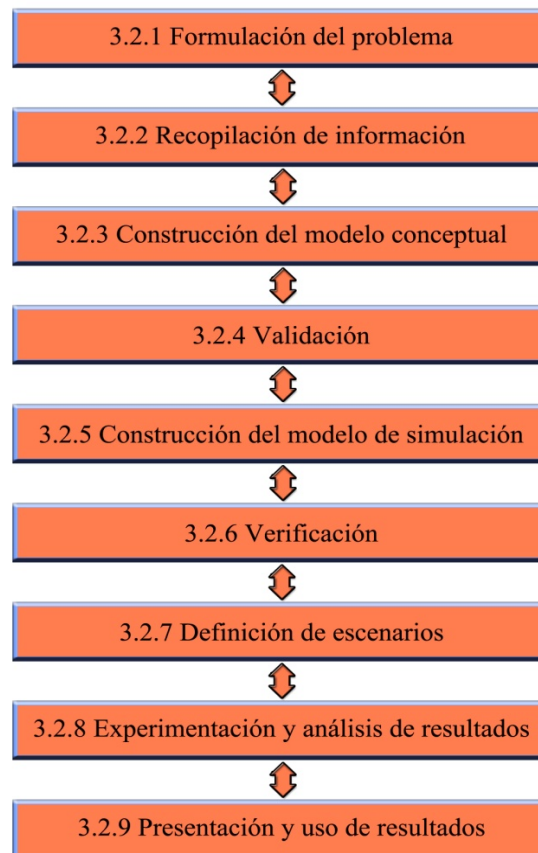 3.2.1 Formulación del problema
3.2.2 Recopilación de información
3.2.3 Construcción del modelo conceptual
3.2.4 Validación
3.2.5 Construcción del modelo de simulación
3.2.6 Verificación
3.2.7 Definición de escenarios
3.2.8 Experimentación y análisis de resultados
3.2.9 Presentación y uso de resultados